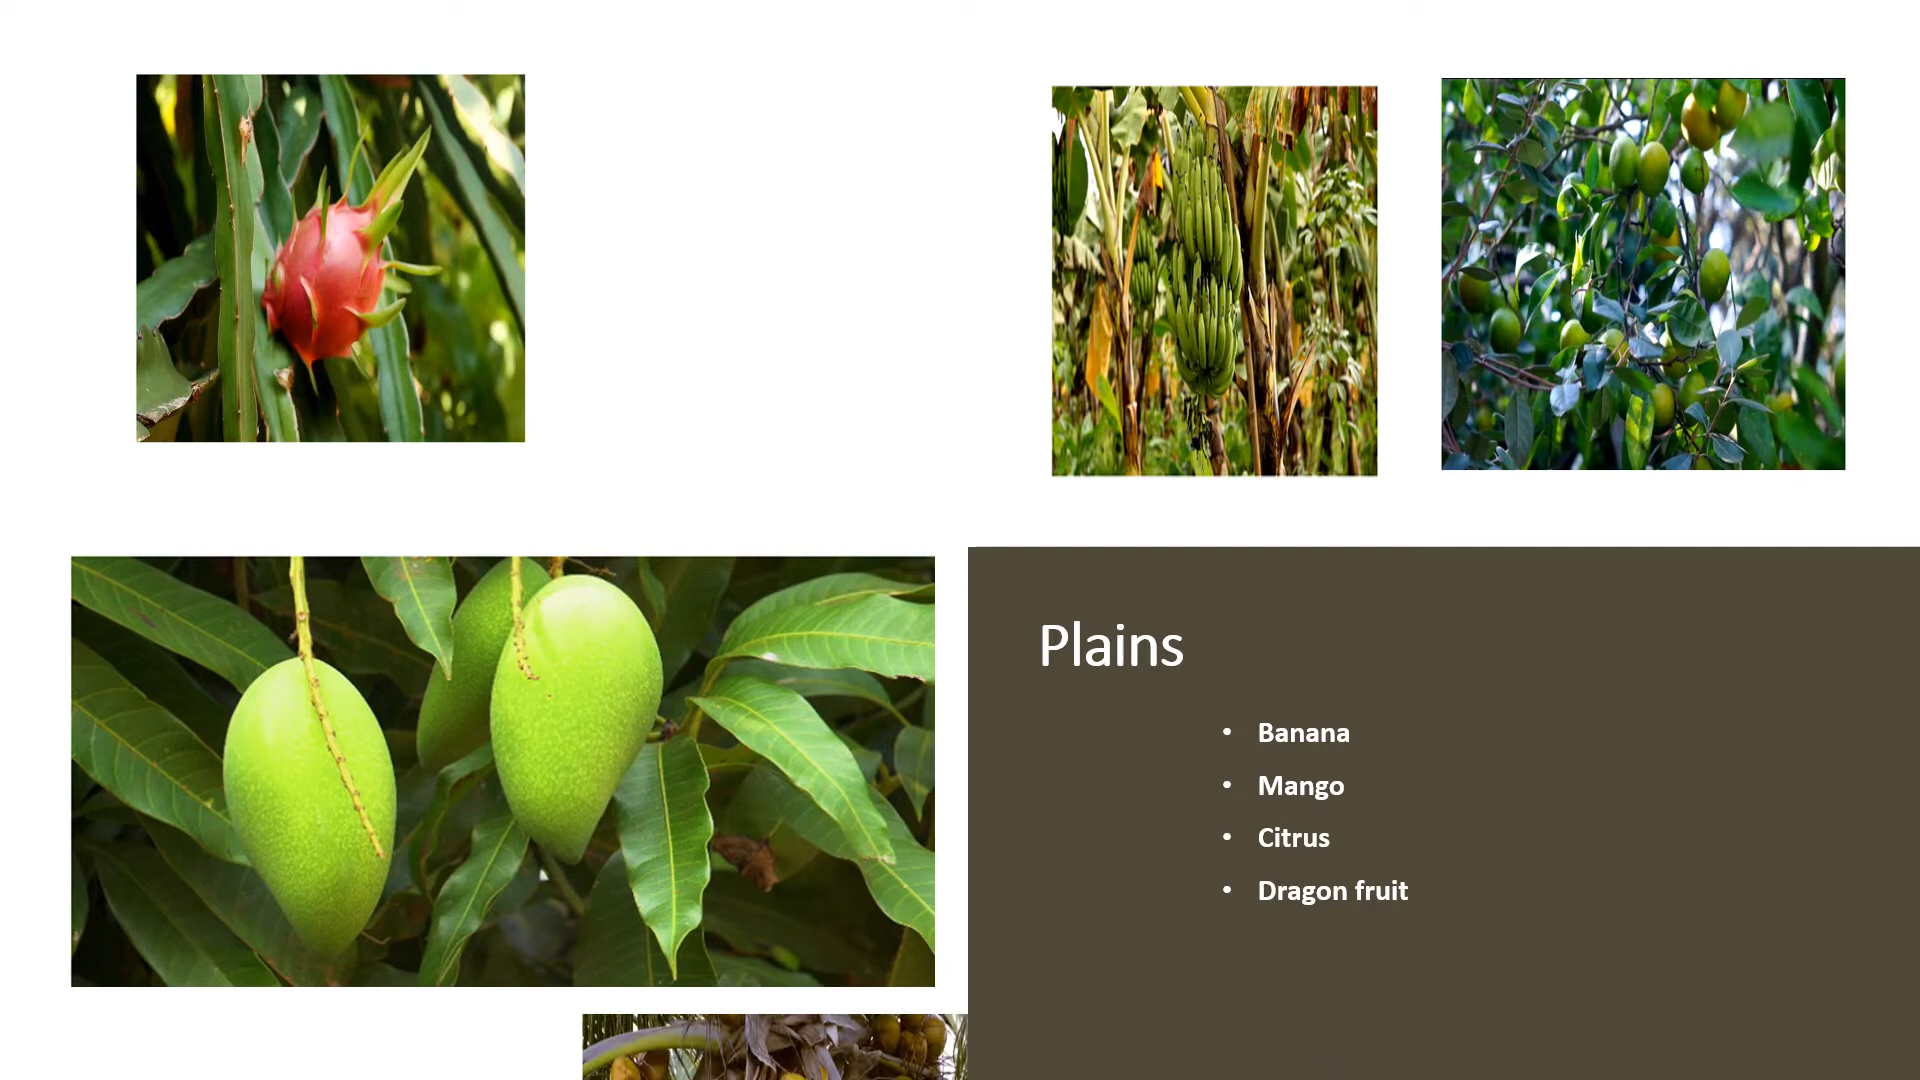 Plains
• Banana
• Mango
• Citrus
• Dragon fruit